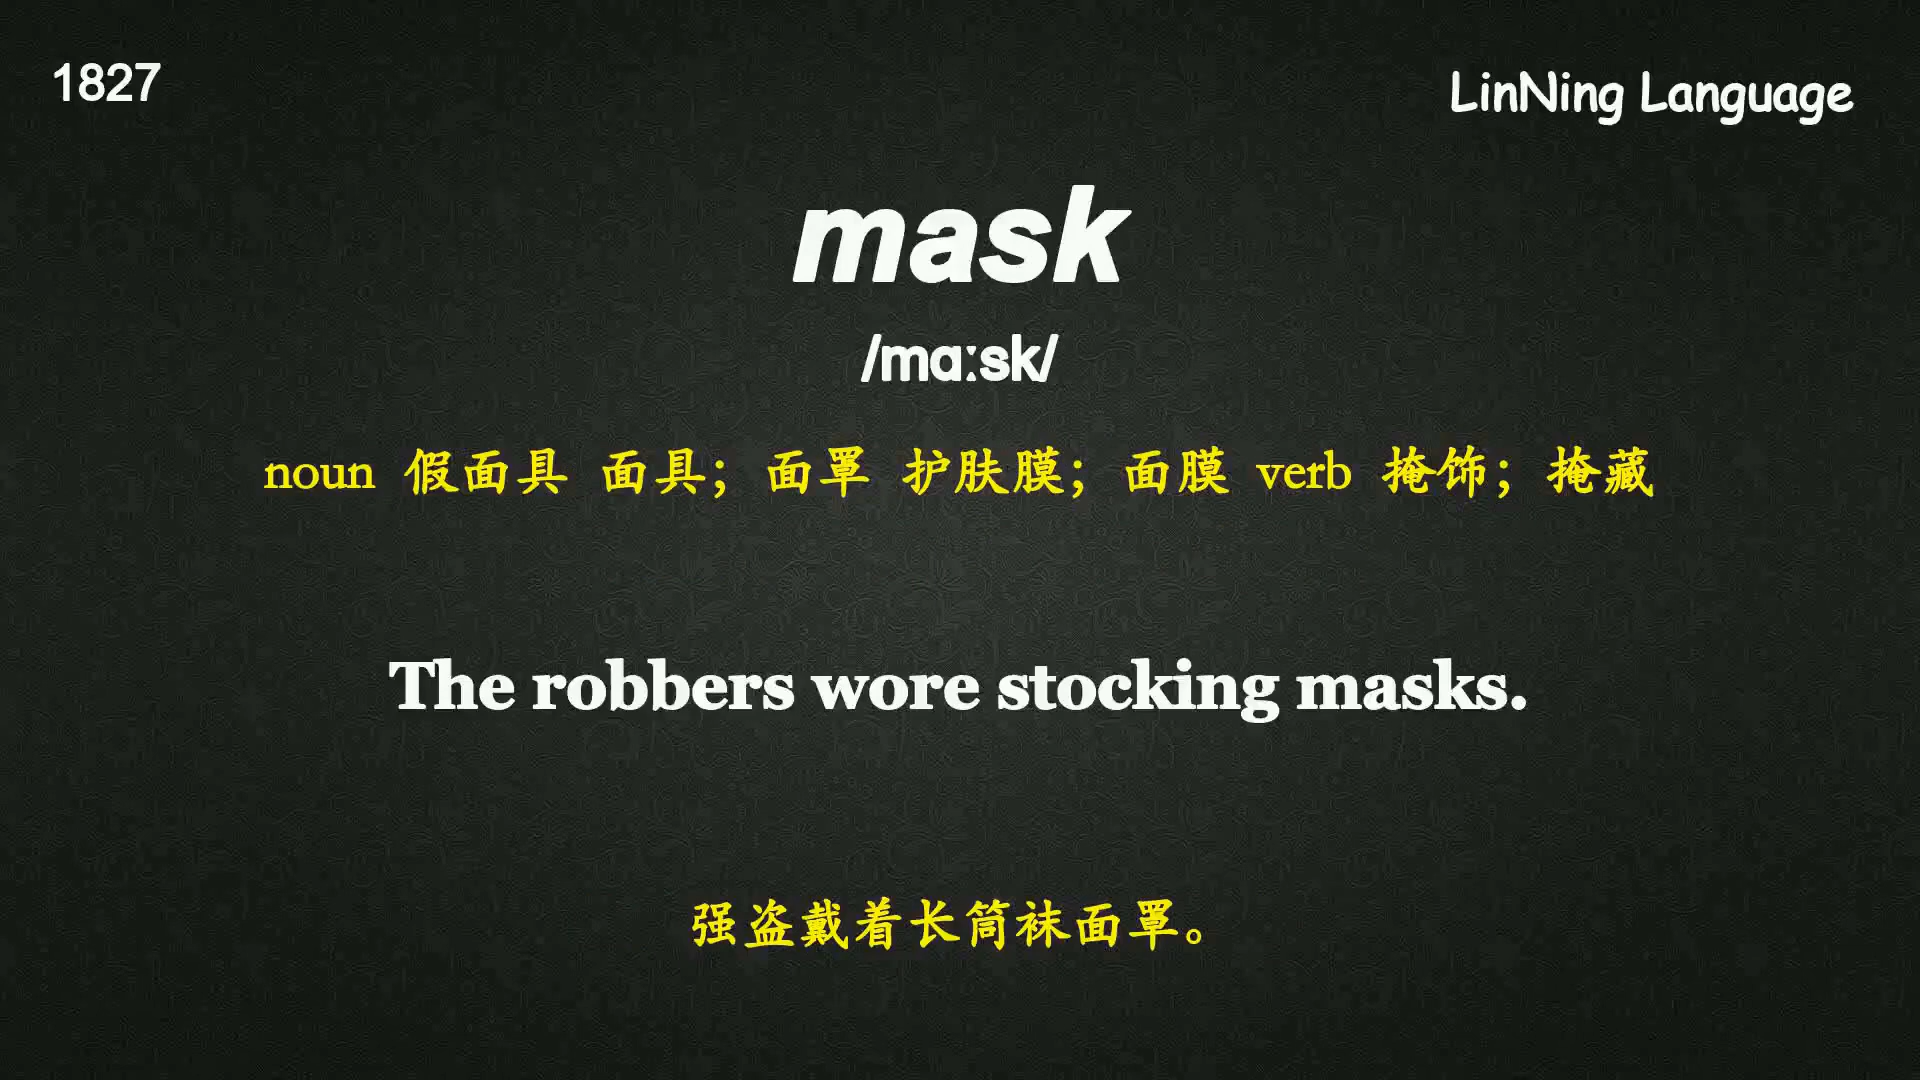 1827
LinNing Language
mask
/mɑːsk/
noun 假面具 面具；面罩 护肤膜；面膜 verb 掩饰；掩藏
The robbers wore stocking masks.
强盗戴着长筒袜面罩。